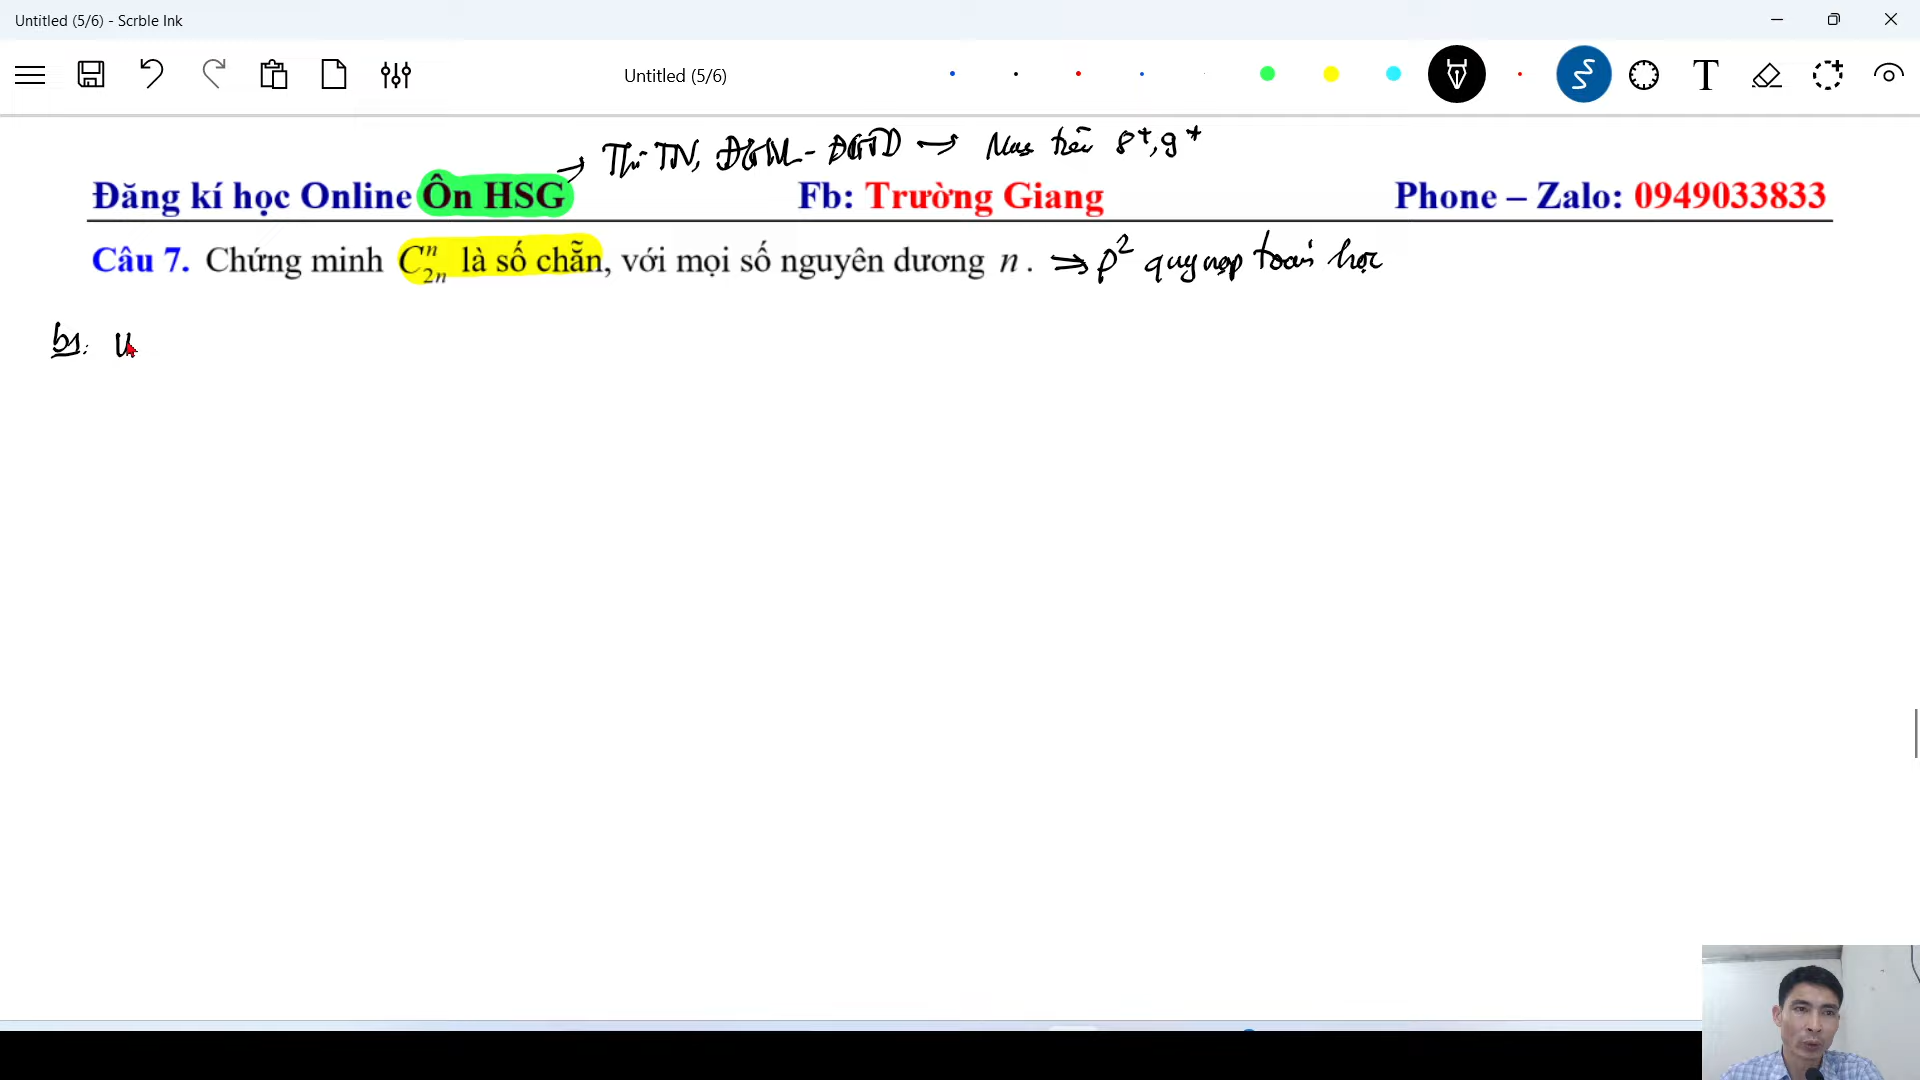 Untitled (5/6) - Scrble Ink
Untitled (5/6)
T
Thi TN, ĐGNL - ĐGTD → trên 8+, 9+
Đăng kí học Online Ôn HSG Fb: Trường Giang Phone – Zalo: 0949033833
Câu 7. Chứng minh C_{2n}^{n} là số chẵn, với mọi số nguyên dương n. ⇒ p² quy nạp toán học